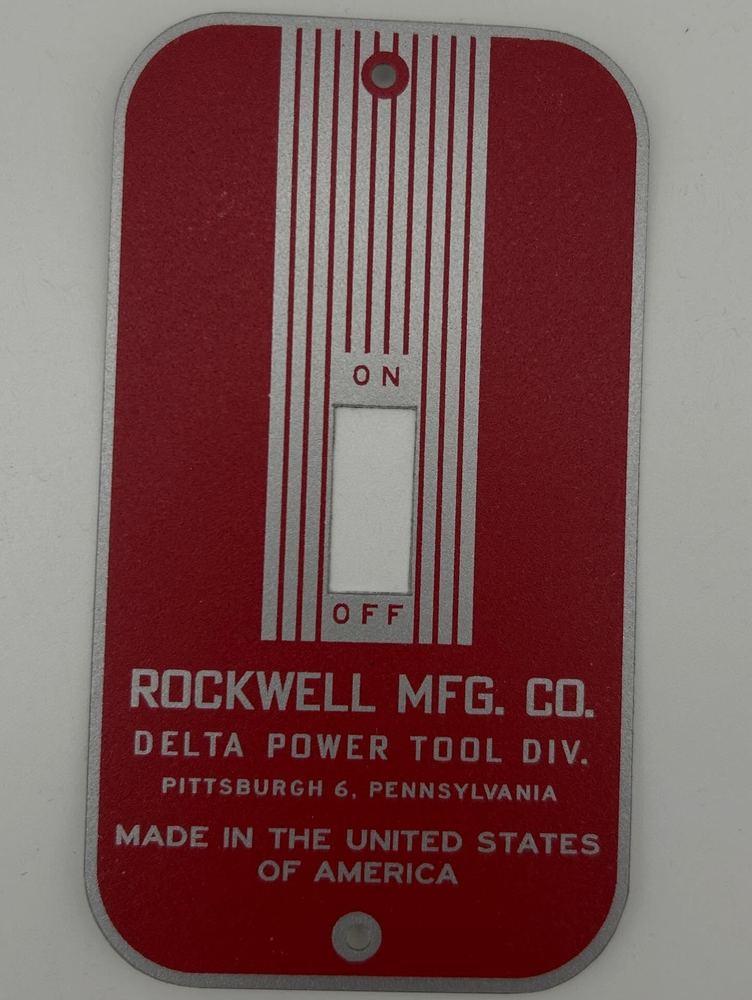 ON
OFF
ROCKWELL MFG. CO.
DELTA POWER TOOL DIV.
PITTSBURGH 6, PENNSYLVANIA
MADE IN THE UNITED STATES
OF AMERICA